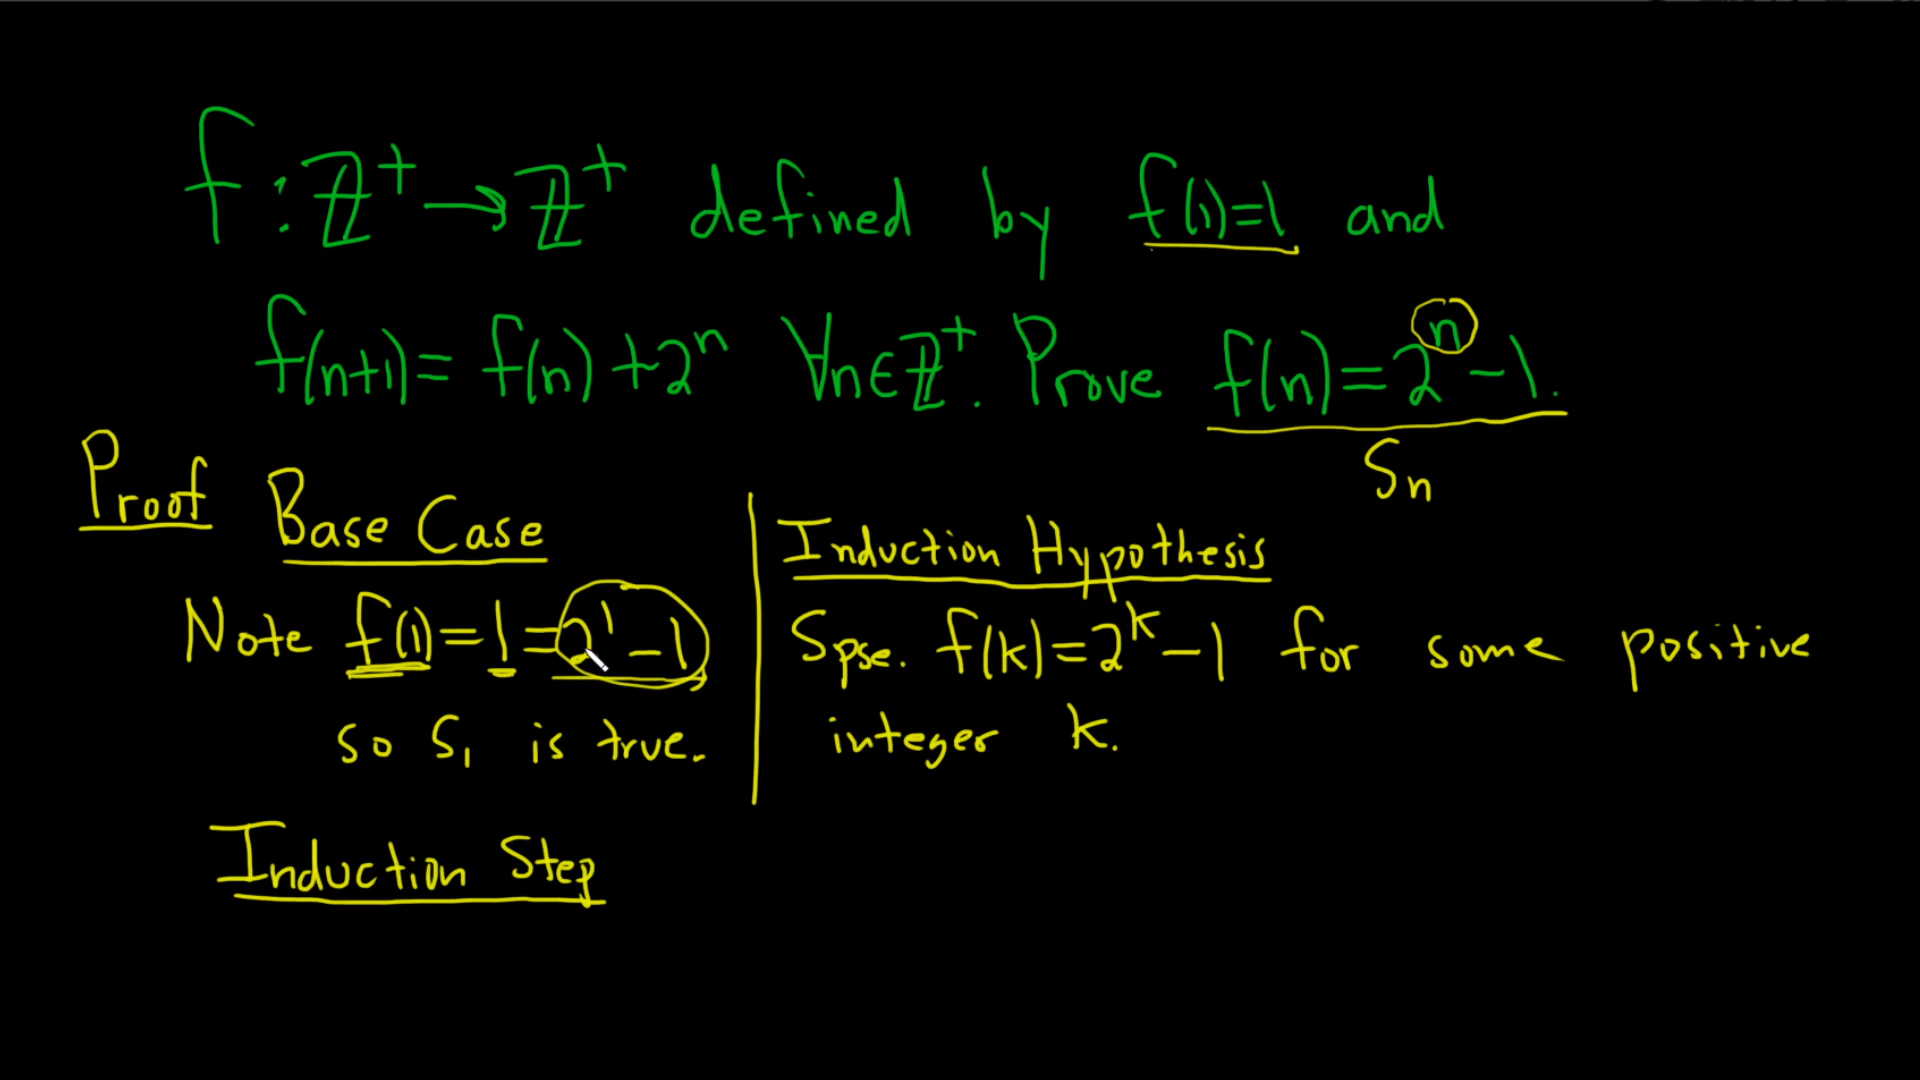 f : ℤ⁺ → ℤ⁺ defined by f(1)=1 and
f(n+1) = f(n) + 2ⁿ ∀n∈ℤ⁺. Prove f(n) = 2ⁿ - 1.
Sₙ
Proof
Base Case
Note f(1) = 1 = 2¹ - 1
so S₁ is true.
Induction Hypothesis
Spse. f(k) = 2ᵏ - 1 for some positive
integer k.
Induction Step